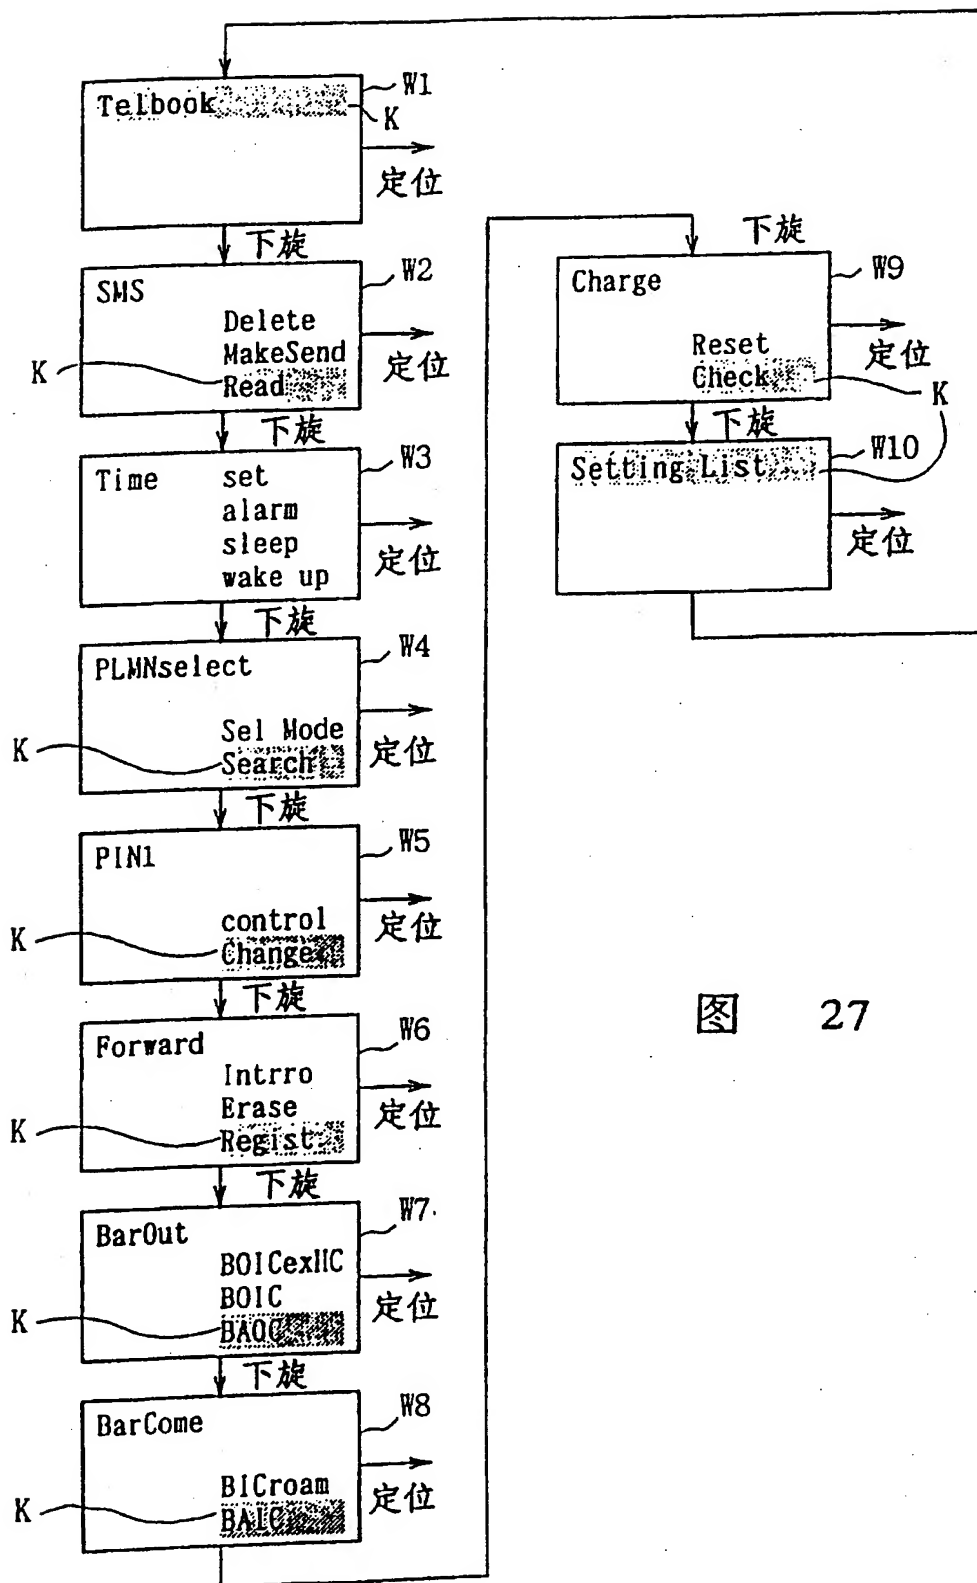 Telbook
W1
K
定位
下旋
SMS
W2
Delete
MakeSend
K
Read
定位
下旋
Time
set
W3
alarm
sleep
wake up
定位
下旋
PLMNselect
W4
Sel Mode
K
Search
定位
下旋
PIN1
W5
control
K
Change
定位
下旋
Forward
W6
Intrro
Erase
K
Regist
定位
下旋
BarOut
W7
BOICexHC
BOIC
K
BAOC
定位
下旋
BarCome
W8
BICroam
K
BAIC
定位
下旋
Charge
W9
Reset
Check
定位
K
下旋
Setting List
W10
定位
图 27